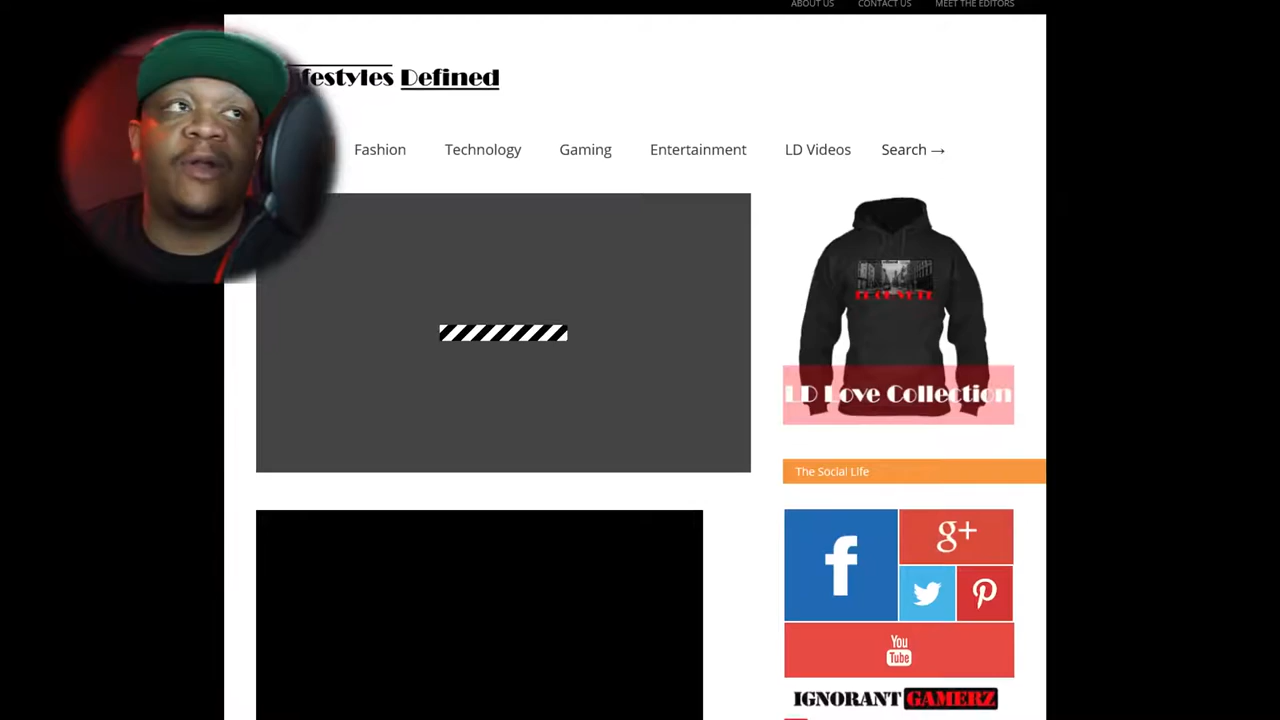 ABOUT US CONTACT US MEET THE EDITORS
festyles Defined
Fashion Technology Gaming Entertainment LD Videos Search →
LD Love Collection
The Social Life
f
g+
You
Tube
IGNORANT GAMERZ